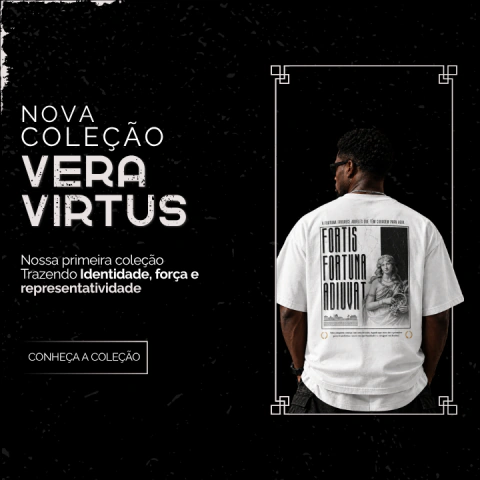 NOVA
COLEÇÃO
VERA
VIRTUS
Nossa primeira coleção
Trazendo Identidade, força e
representatividade
CONHEÇA A COLEÇÃO
FORTIS
FORTUNA
ADIUVAT